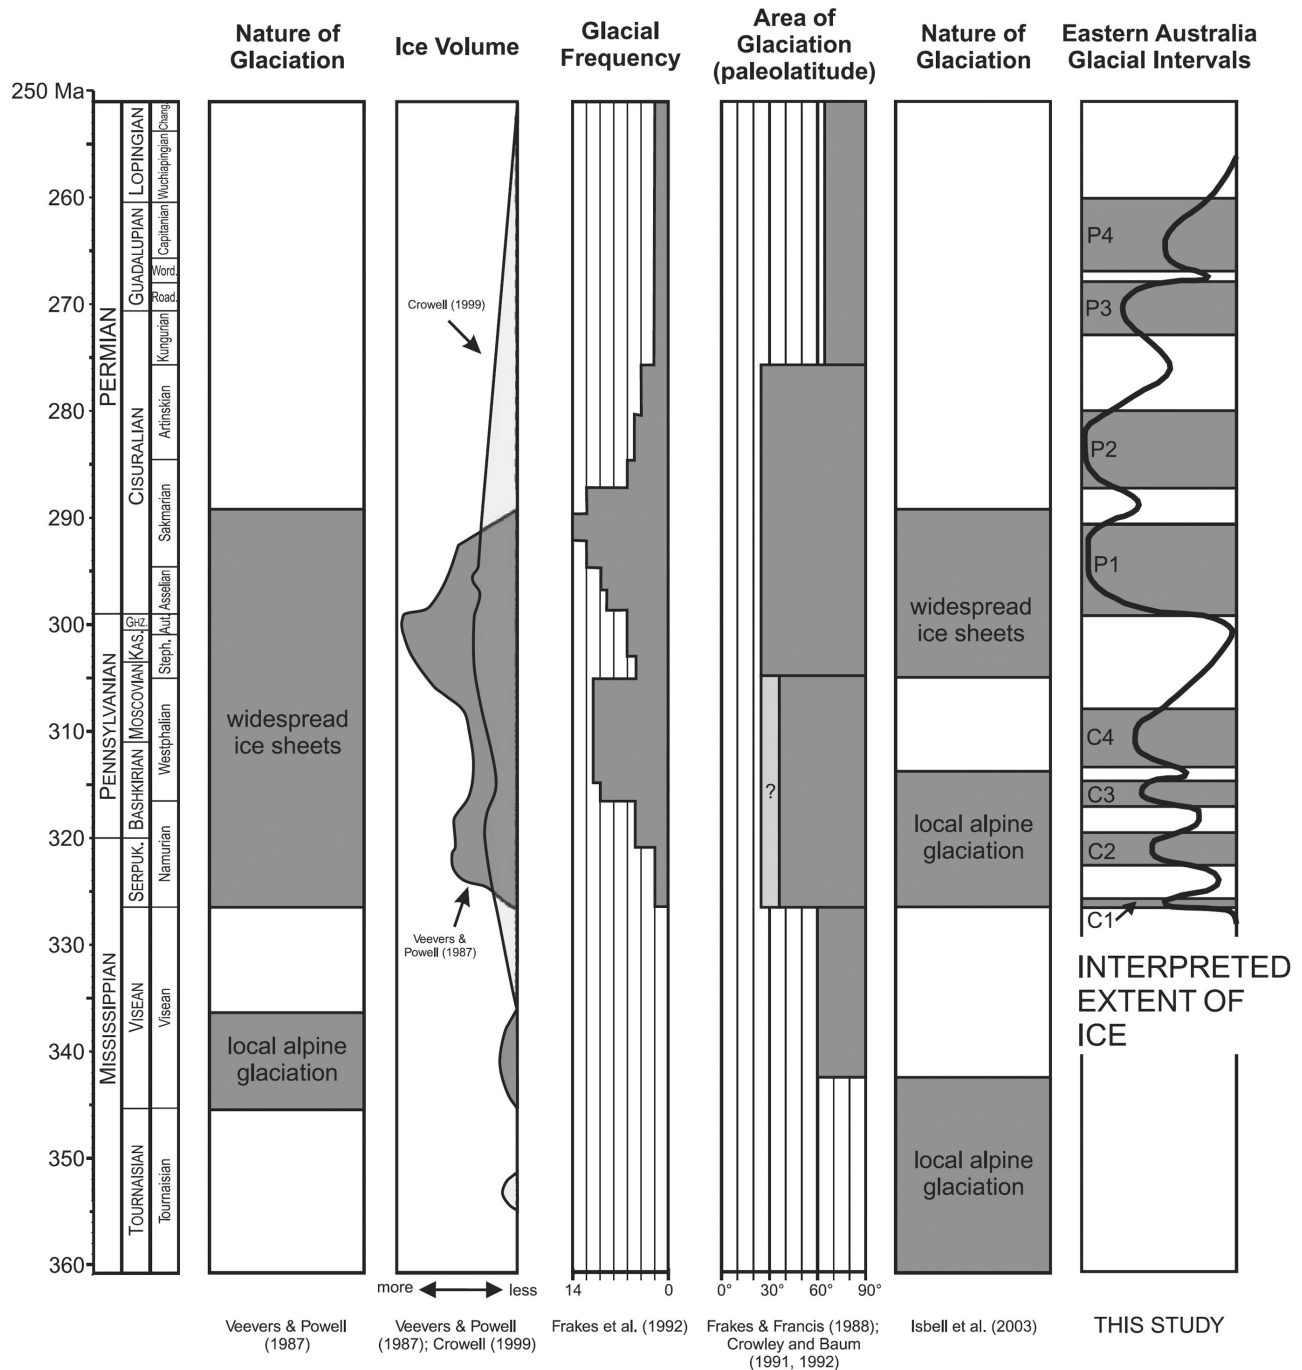 Nature of
Glaciation
Ice Volume
Glacial
Frequency
Area of
Glaciation
(paleolatitude)
Nature of
Glaciation
Eastern Australia
Glacial Intervals
250 Ma
260
270
280
290
300
310
320
330
340
350
360
PERMIAN
PENNSYLVANIAN
MISSISSIPPIAN
LOPINGIAN
GUADALUPIAN
CISURALIAN
GHZ.
KAS.
MOSCOVIAN
BASHKIRIAN
SERPUK.
VISEAN
TOURNAISIAN
Chang.
Wuchiapingian
Capitanian
Word.
Road.
Kungurian
Artinskian
Sakmarian
Asselian
Aut.
Steph.
Westphalian
Namurian
Visean
Tournaisian
widespread
ice sheets
local alpine
glaciation
Crowell (1999)
Veevers &
Powell (1987)
more
less
14
0
?
0°
30°
60°
90°
widespread
ice sheets
local alpine
glaciation
local alpine
glaciation
P4
P3
P2
P1
C4
C3
C2
C1
INTERPRETED
EXTENT OF
ICE
Veevers & Powell
(1987)
Veevers & Powell
(1987); Crowell (1999)
Frakes et al. (1992)
Frakes & Francis (1988);
Crowley and Baum
(1991, 1992)
Isbell et al. (2003)
THIS STUDY